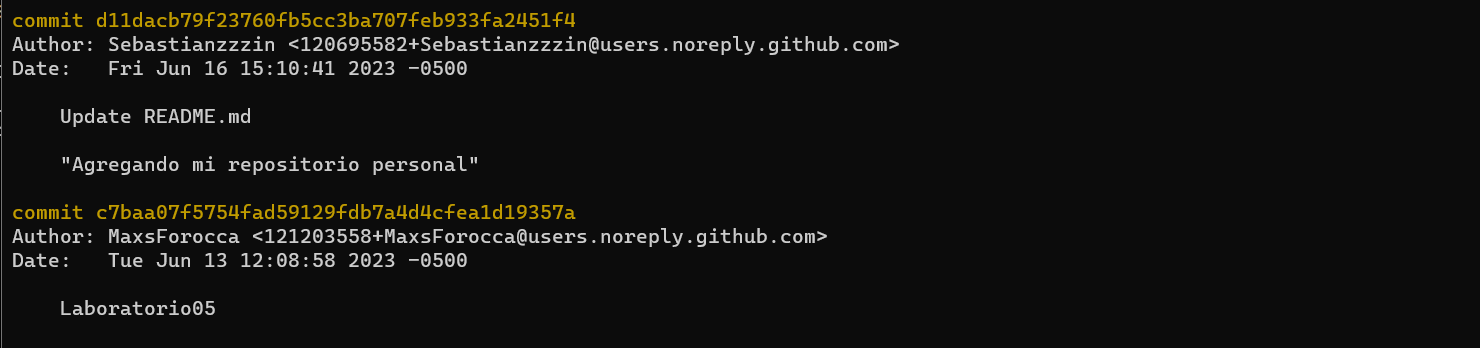 commit d11dacb79f23760fb5cc3ba707feb933fa2451f4
Author: Sebastianzzzin <120695582+Sebastianzzzin@users.noreply.github.com>
Date:   Fri Jun 16 15:10:41 2023 -0500
Update README.md
"Agregando mi repositorio personal"
commit c7baa07f5754fad59129fdb7a4d4cfea1d19357a
Author: MaxsForocca <121203558+MaxsForocca@users.noreply.github.com>
Date:   Tue Jun 13 12:08:58 2023 -0500
Laboratorio05